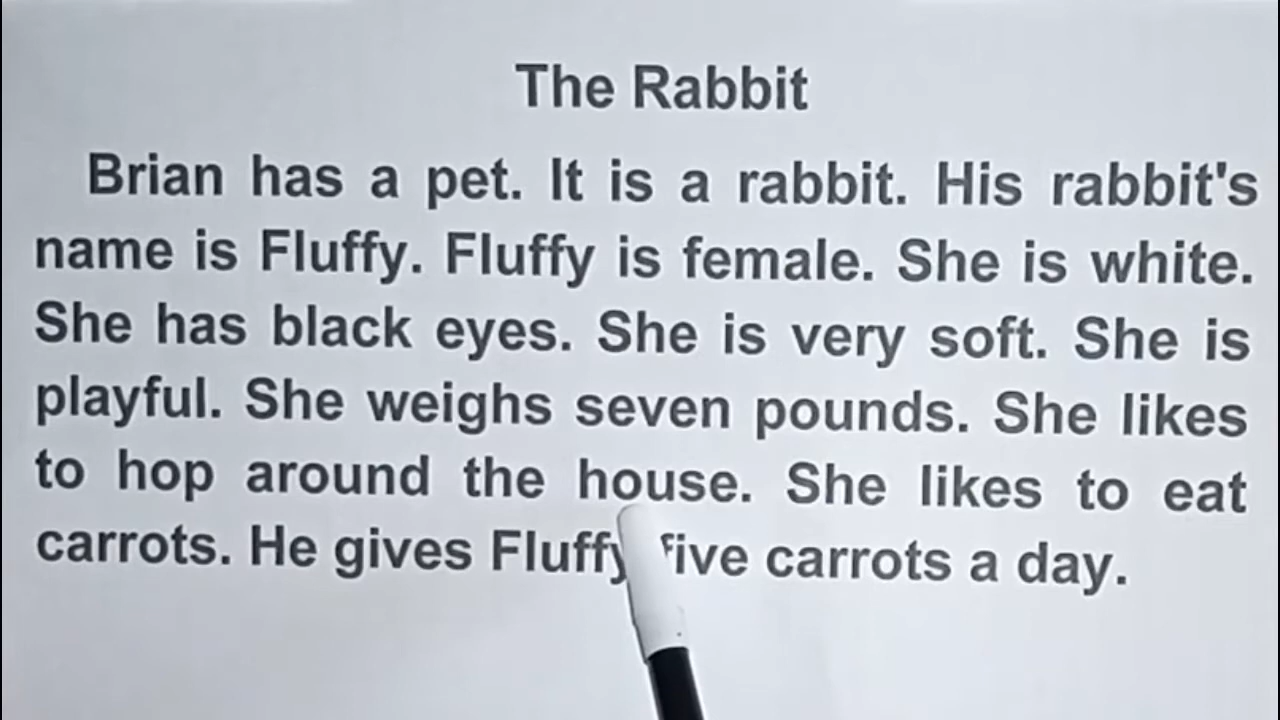 The Rabbit
Brian has a pet. It is a rabbit. His rabbit's
name is Fluffy. Fluffy is female. She is white.
She has black eyes. She is very soft. She is
playful. She weighs seven pounds. She likes
to hop around the house. She likes to eat
carrots. He gives Fluffy five carrots a day.